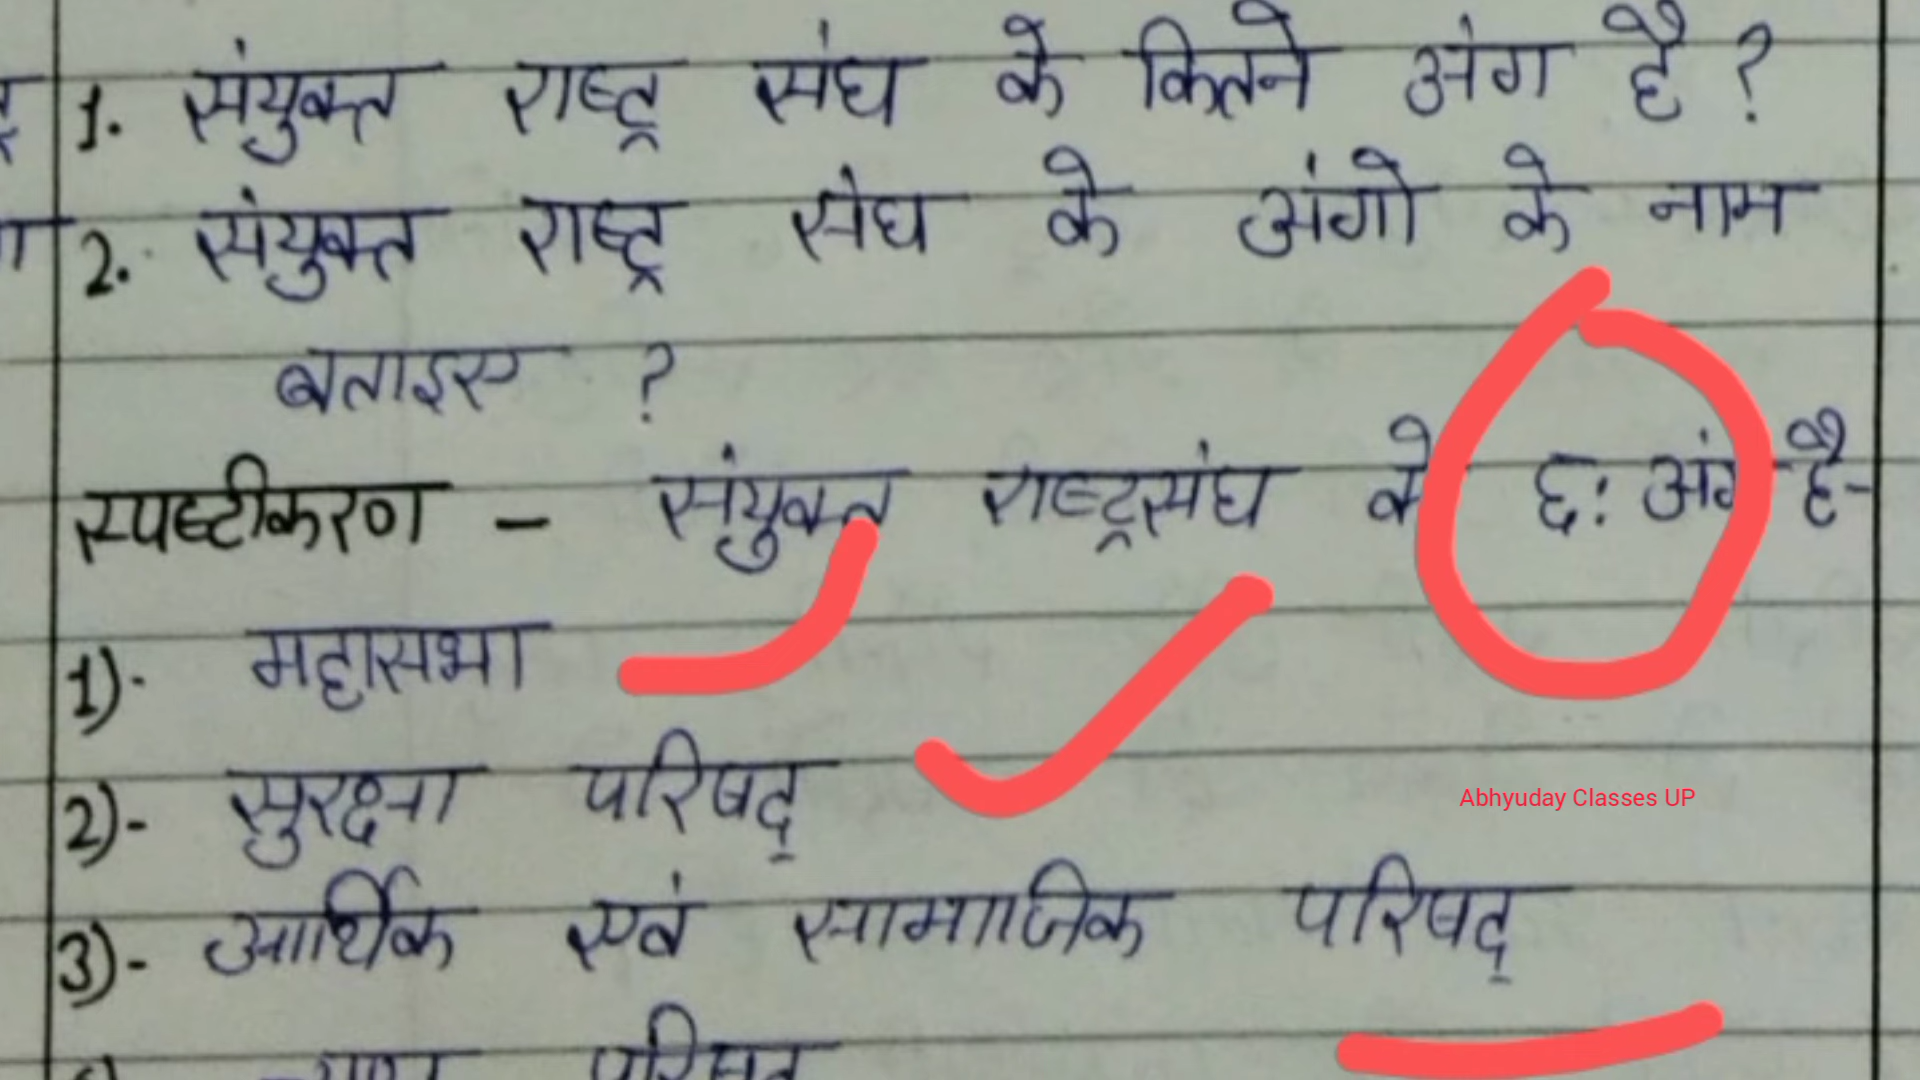 1. संयुक्त राष्ट्र संघ के कितने अंग है ?
2. संयुक्त राष्ट्र संघ के अंगो के नाम
बताइए ?
स्पष्टीकरण - संयुक्त राष्ट्रसंघ के छ: अंग है-
1)- महासभा
2)- सुरक्षा परिषद्
Abhyuday Classes UP
3)- आर्थिक एवं सामाजिक परिषद्